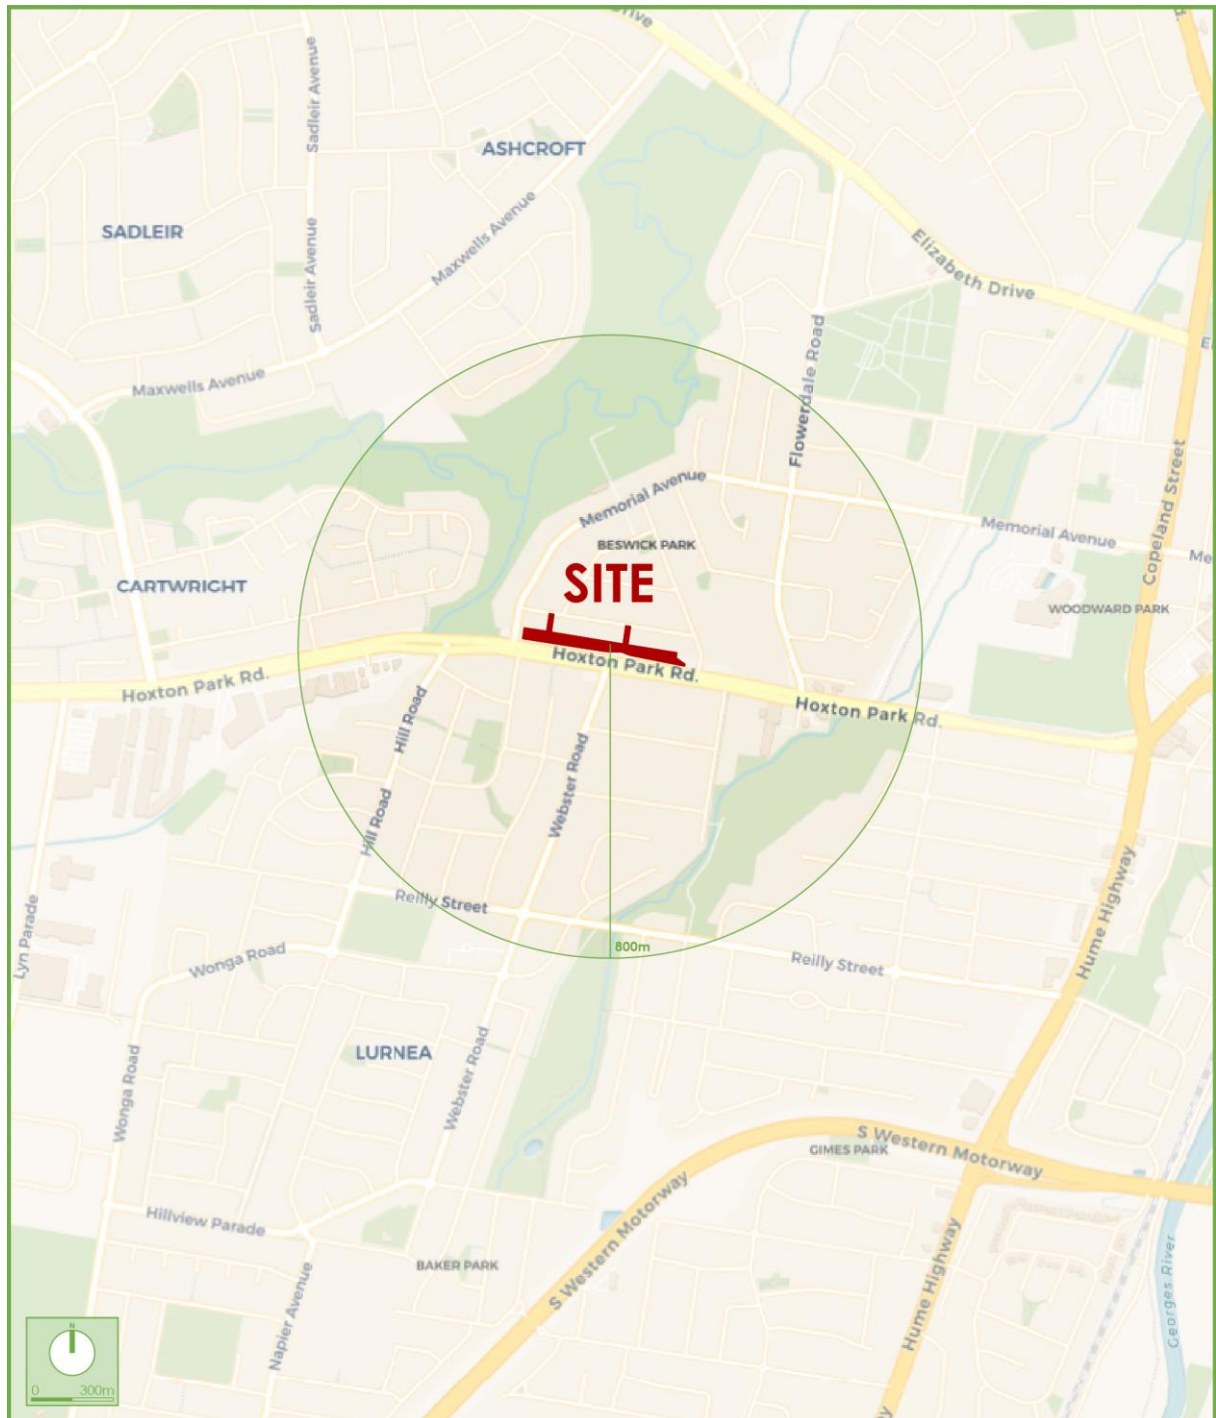 Drive
Rd.
Sadleir Avenue
ASHCROFT
SADLEIR
Maxwells Avenue
Sadleir Avenue
Elizabeth Drive
Flowerdale Road
Maxwells Avenue
Copeland Street
Memorial Avenue
Memorial Avenue
BESWICK PARK
CARTWRIGHT
SITE
WOODWARD PARK
Hoxton Park Rd.
Hoxton Park Rd.
Hoxton Park Rd.
Hill Road
Webster Road
Hill Road
Reilly Street
Hume Highway
Lyn Parade
800m
Wonga Road
Reilly Street
LURNEA
Wonga Road
Webster Road
S Western Motorway
GIMES PARK
Hillview Parade
S Western Motorway
BAKER PARK
Hume Highway
Georges River
Napier Avenue
N
0 300m